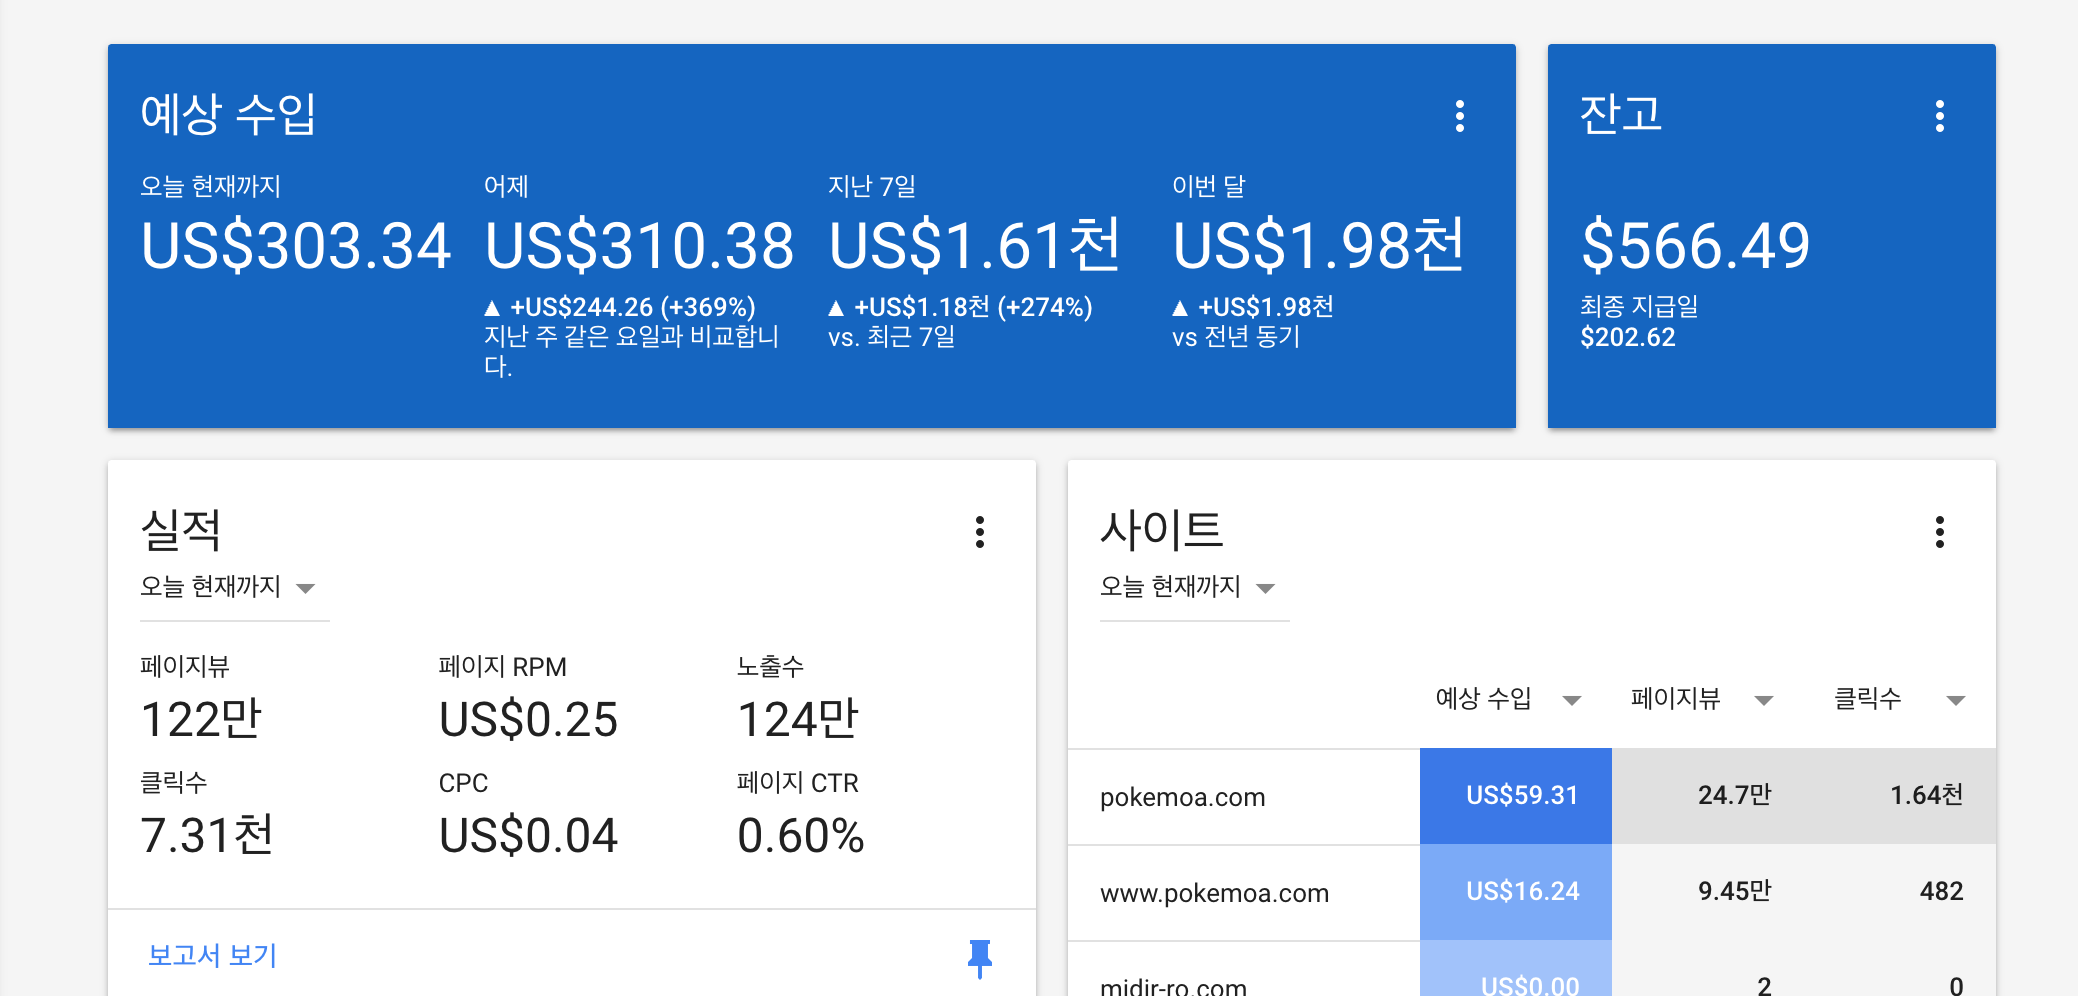 예상 수입
오늘 현재까지
US$303.34
어제
US$310.38
▲ +US$244.26 (+369%)
지난 주 같은 요일과 비교합니
다.
지난 7일
US$1.61천
▲ +US$1.18천 (+274%)
vs. 최근 7일
이번 달
US$1.98천
▲ +US$1.98천
vs 전년 동기
잔고
$566.49
최종 지급일
$202.62
실적
오늘 현재까지
페이지뷰
122만
페이지 RPM
US$0.25
노출수
124만
클릭수
7.31천
CPC
US$0.04
페이지 CTR
0.60%
보고서 보기
사이트
오늘 현재까지
예상 수입 페이지뷰 클릭수
pokemoa.com US$59.31 24.7만 1.64천
www.pokemoa.com US$16.24 9.45만 482
midir-ro.com US$0.00 2 0